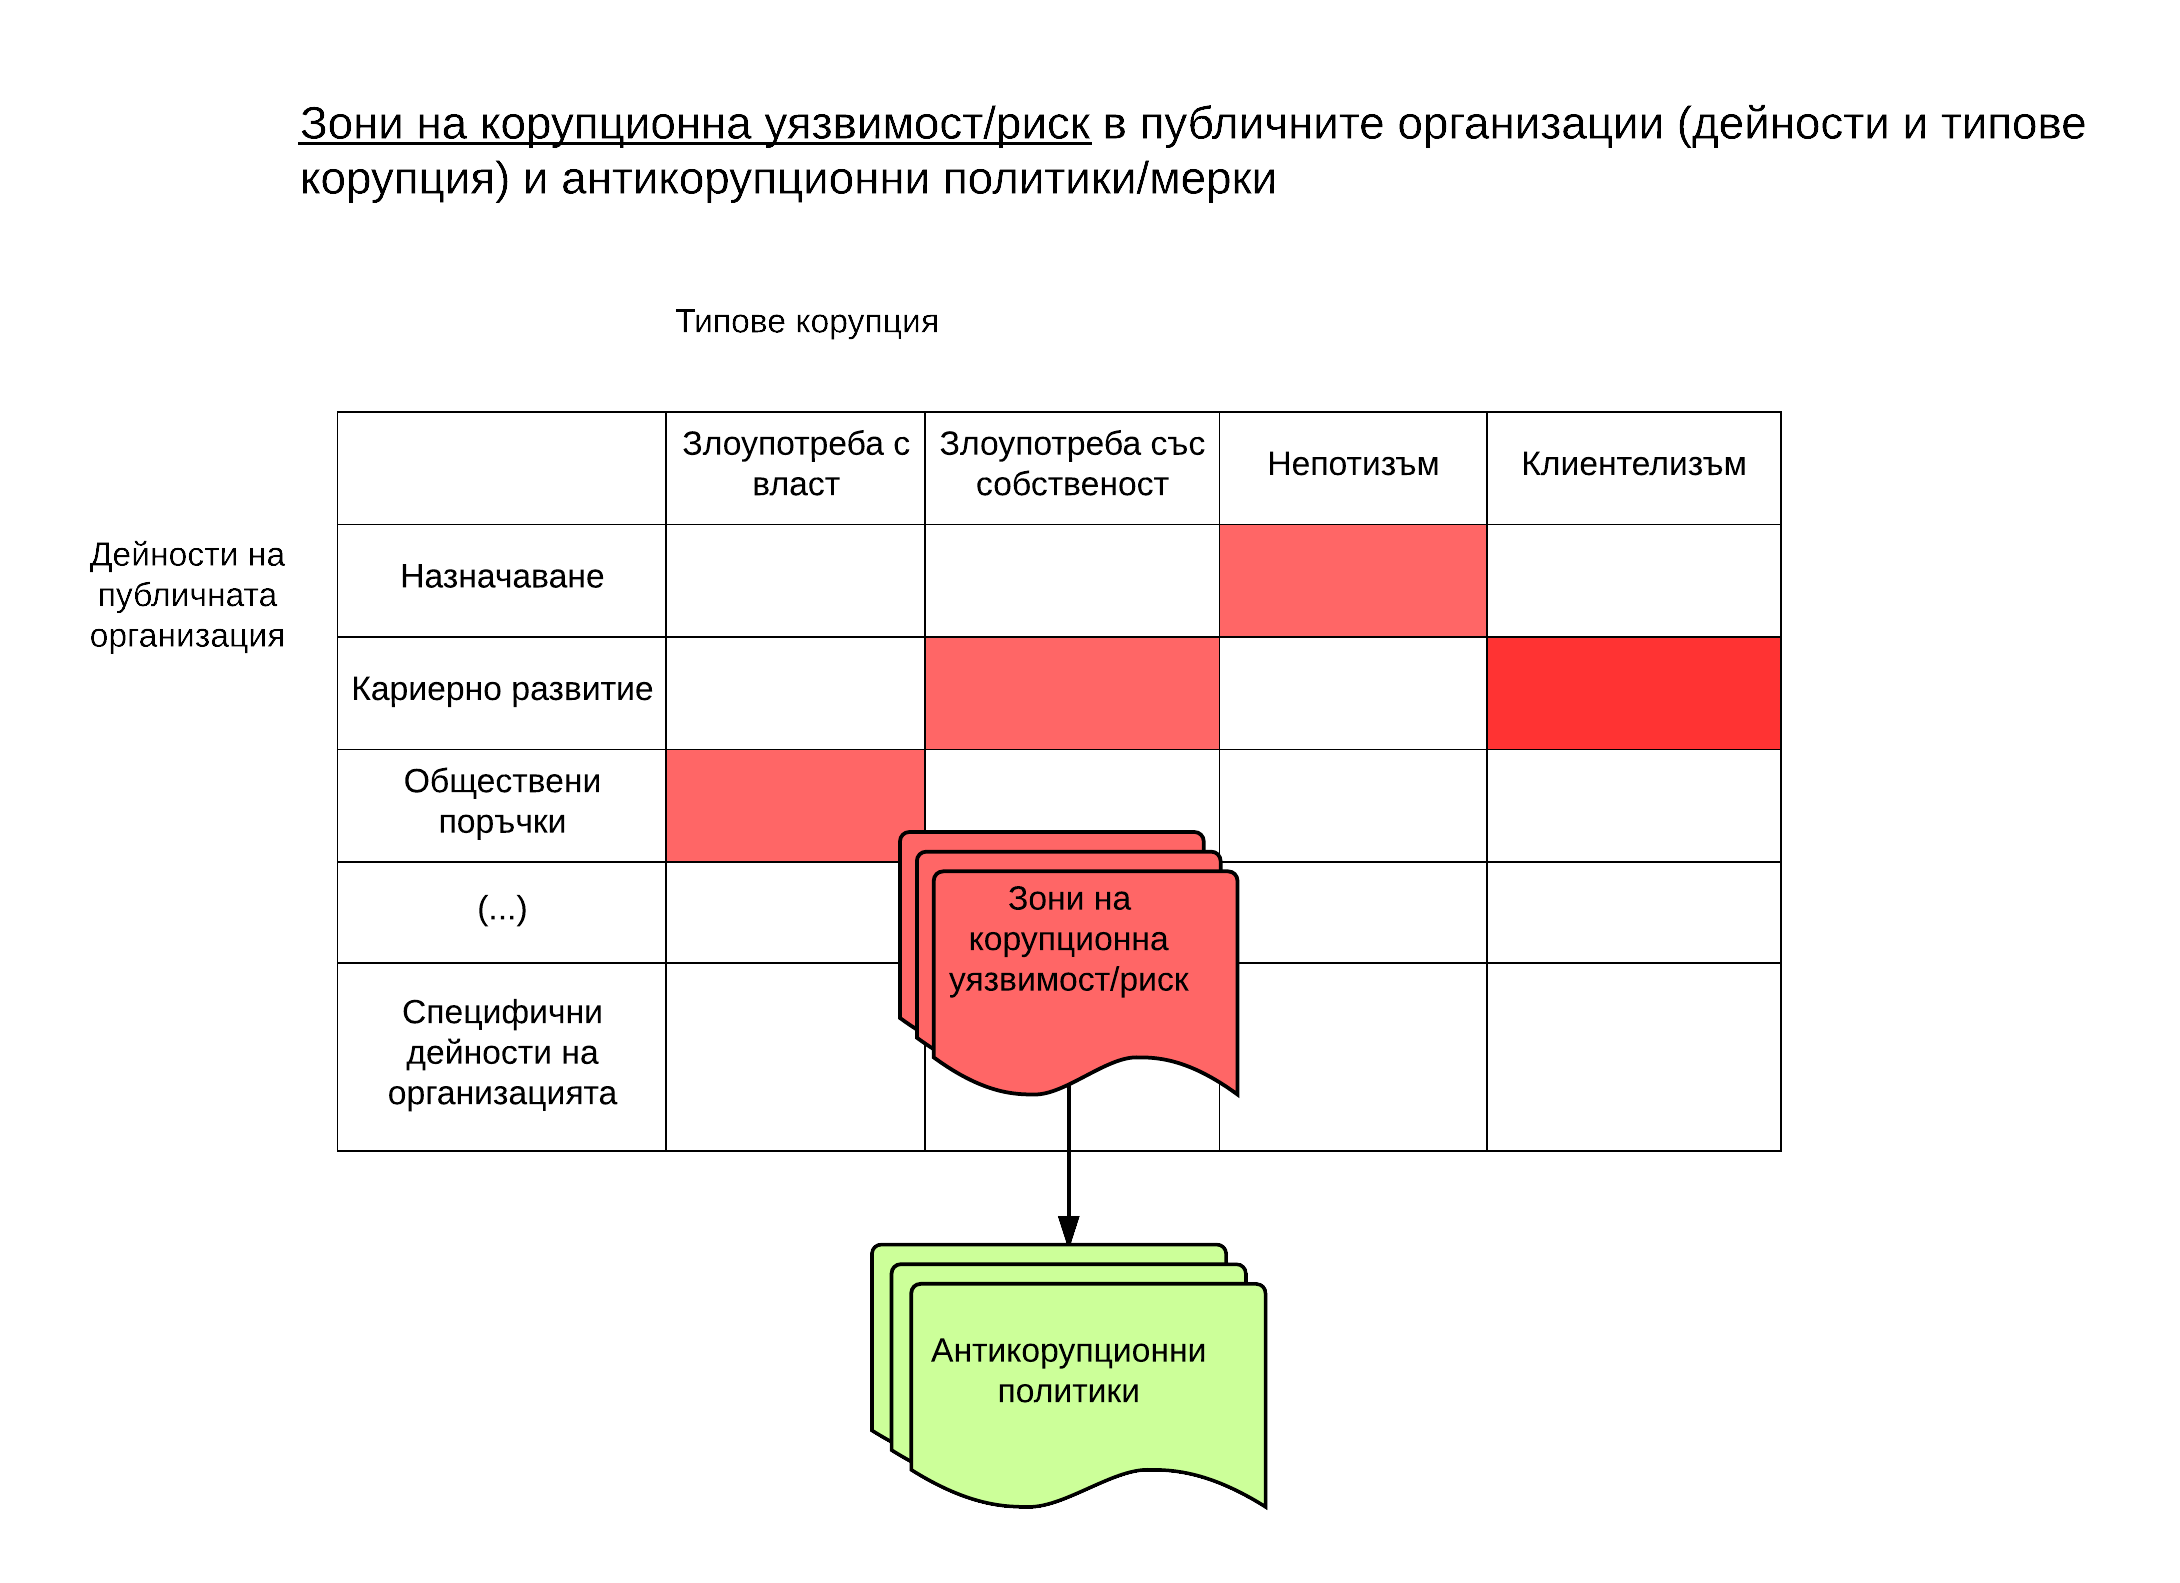 Зони на корупционна уязвимост/риск в публичните организации (дейности и типове
корупция) и антикорупционни политики/мерки
Типове корупция
Злоупотреба с
власт
Злоупотреба със
собственост
Непотизъм
Клиентелизъм
Дейности на
публичната
организация
Назначаване
Кариерно развитие
Обществени
поръчки
(...)
Зони на
корупционна
уязвимост/риск
Специфични
дейности на
организацията
Антикорупционни
политики